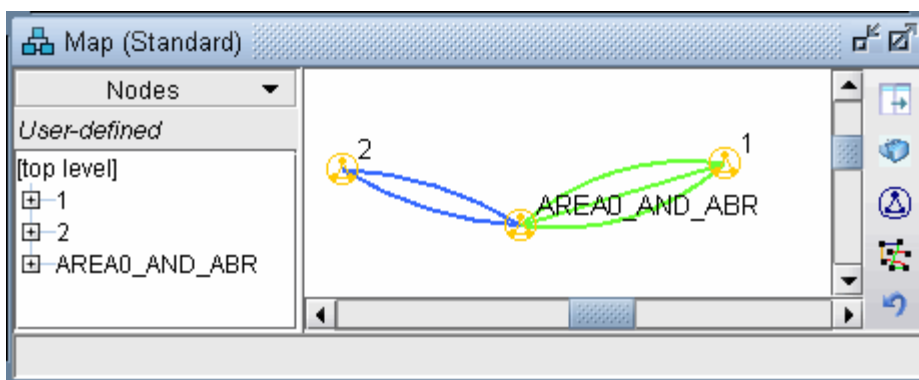 Map (Standard)
Nodes
User-defined
[top level]
1
2
AREA0_AND_ABR
2
1
AREA0_AND_ABR